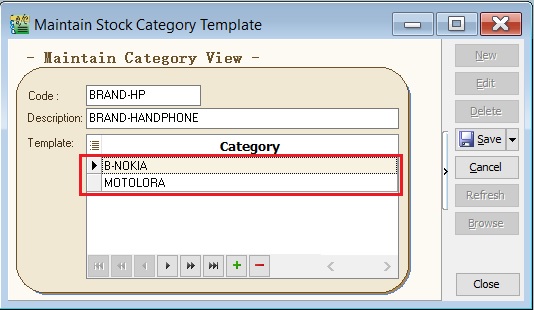 Maintain Stock Category Template
- Maintain Category View -
Code :
BRAND-HP
Description:
BRAND-HANDPHONE
Template:
Category
B-NOKIA
MOTOLORA
New
Edit
Delete
Save
Cancel
Refresh
Browse
Close